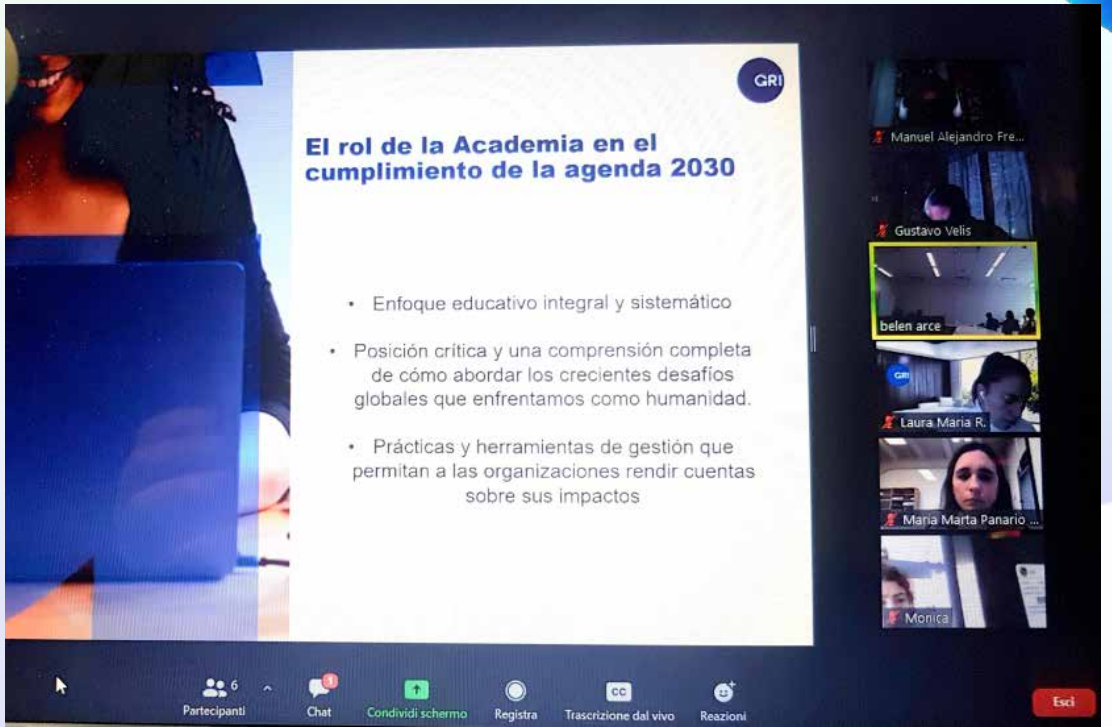 GRI
El rol de la Academia en el
cumplimiento de la agenda 2030
• Enfoque educativo integral y sistemático
• Posición crítica y una comprensión completa
de cómo abordar los crecientes desafíos
globales que enfrentamos como humanidad.
• Prácticas y herramientas de gestión que
permitan a las organizaciones rendir cuentas
sobre sus impactos
Manuel Alejandro Fre...
Gustavo Velis
belen arce
GRI
Laura Maria R.
Maria Marta Panario ...
Monica
6
Partecipanti
1
Chat
Condividi schermo
Registra
CC
Trascrizione dal vivo
Reazioni
Esci